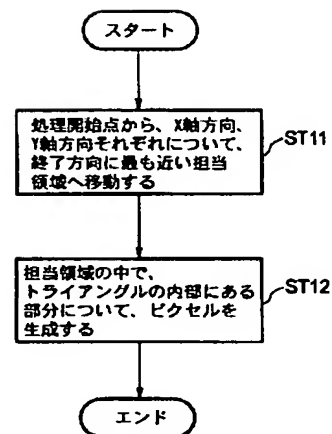 スタート
処理開始点から、X軸方向、
Y軸方向それぞれについて、
終了方向に最も近い担当
領域へ移動する
ST11
担当領域の中で、
トライアングルの内部にある
部分について、ピクセルを
生成する
ST12
エンド